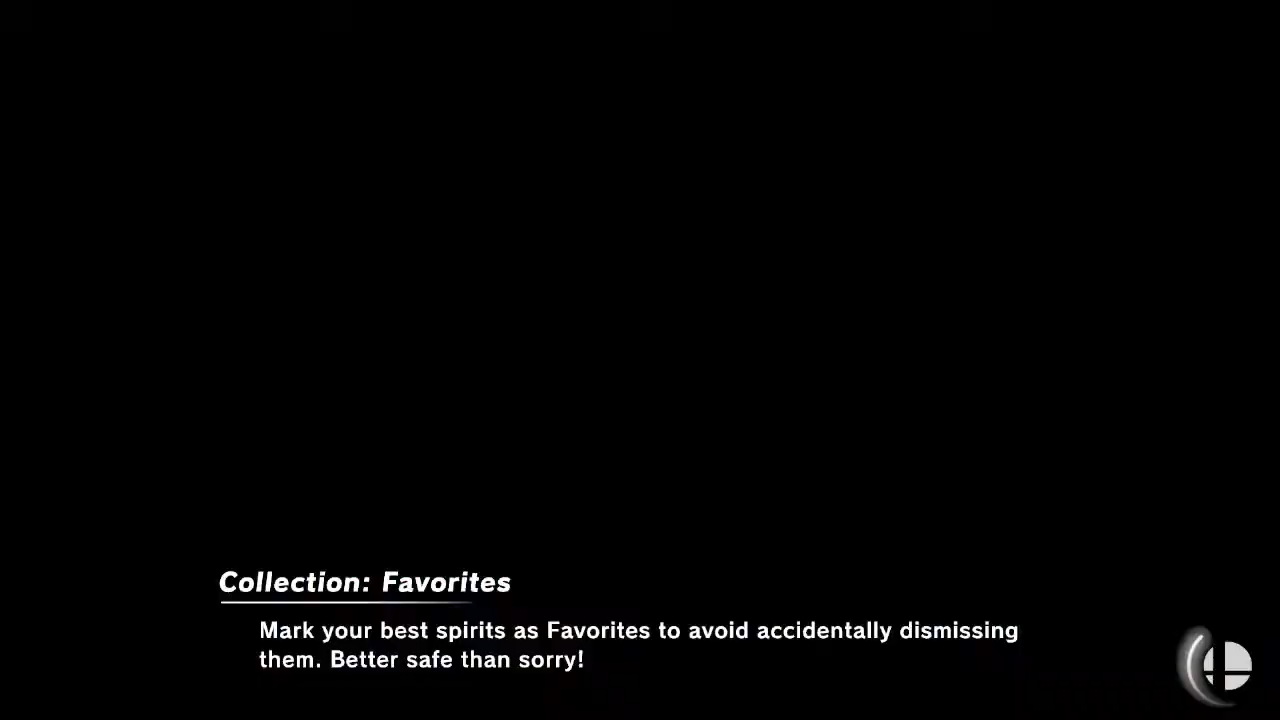 Collection: Favorites
Mark your best spirits as Favorites to avoid accidentally dismissing
them. Better safe than sorry!